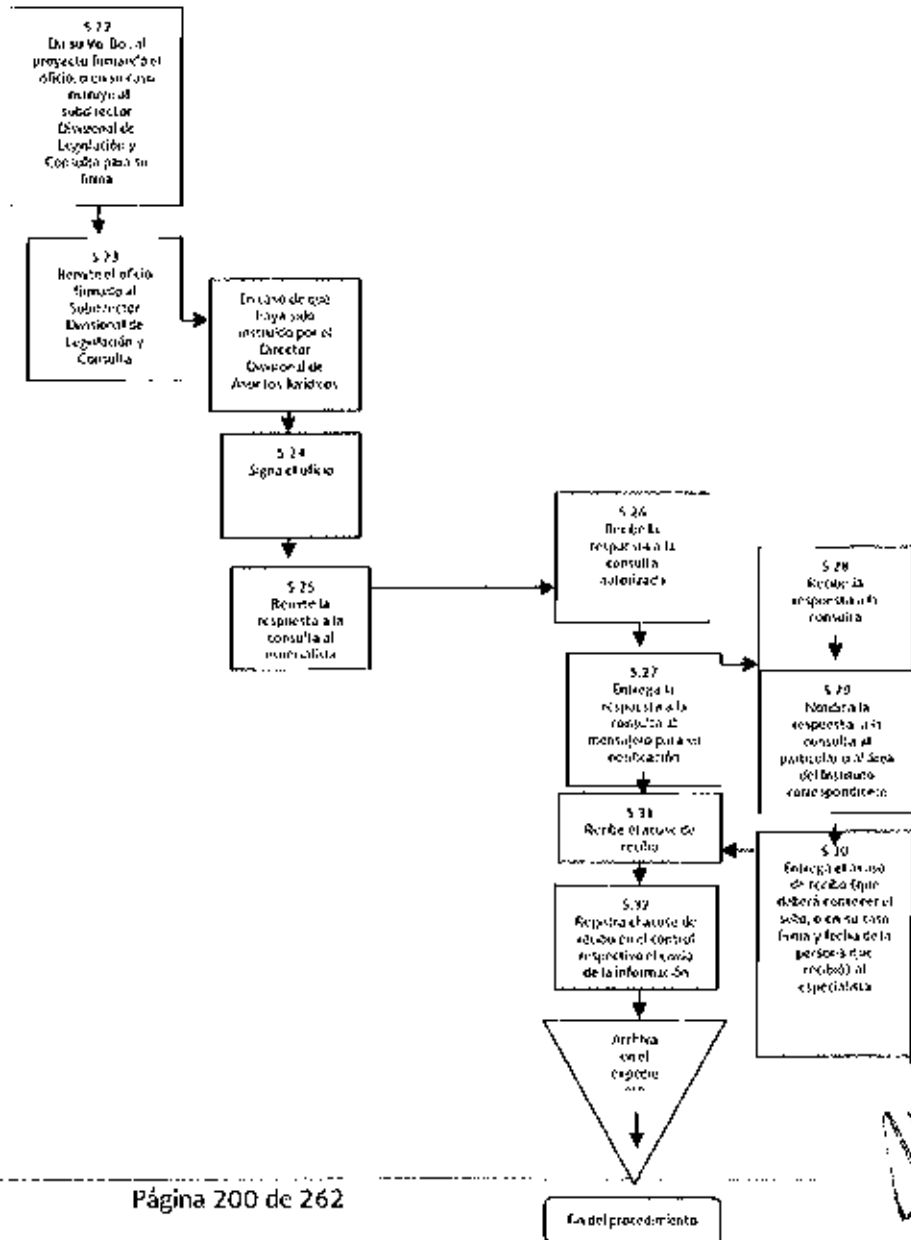 5.22
Da su Vo. Bo., al
proyecto firmando el
oficio, o en su caso
instruye al
subdirector
Divisional de
Legislación y
Consulta para su
firma
5.23
Remite el oficio
firmado al
Subdirector
Divisional de
Legislación y
Consulta
En caso de que
haya sido
instruido por el
Director
Divisional de
Asuntos Jurídicos
5.24
Signa el oficio
5.25
Remite la
respuesta a la
consulta al
especialista
5.26
Recibe la
respuesta a la
consulta
autorizada
5.27
Entrega la
respuesta a la
consulta al
mensajero para su
notificación
5.28
Recibe la
respuesta a la
consulta
5.29
Notifica la
respuesta a la
consulta al
particular o al área
del Instituto
correspondiente
5.30
Entrega el acuse
de recibo (que
deberá contener el
sello, o en su caso
firma y fecha de la
persona que
recibió) al
especialista
5.31
Recibe el acuse de
recibo
5.32
Registra el acuse de
recibo en el control
respectivo el envío
de la información
Archiva
en el
expedie
Fin del procedimiento
Página 200 de 262